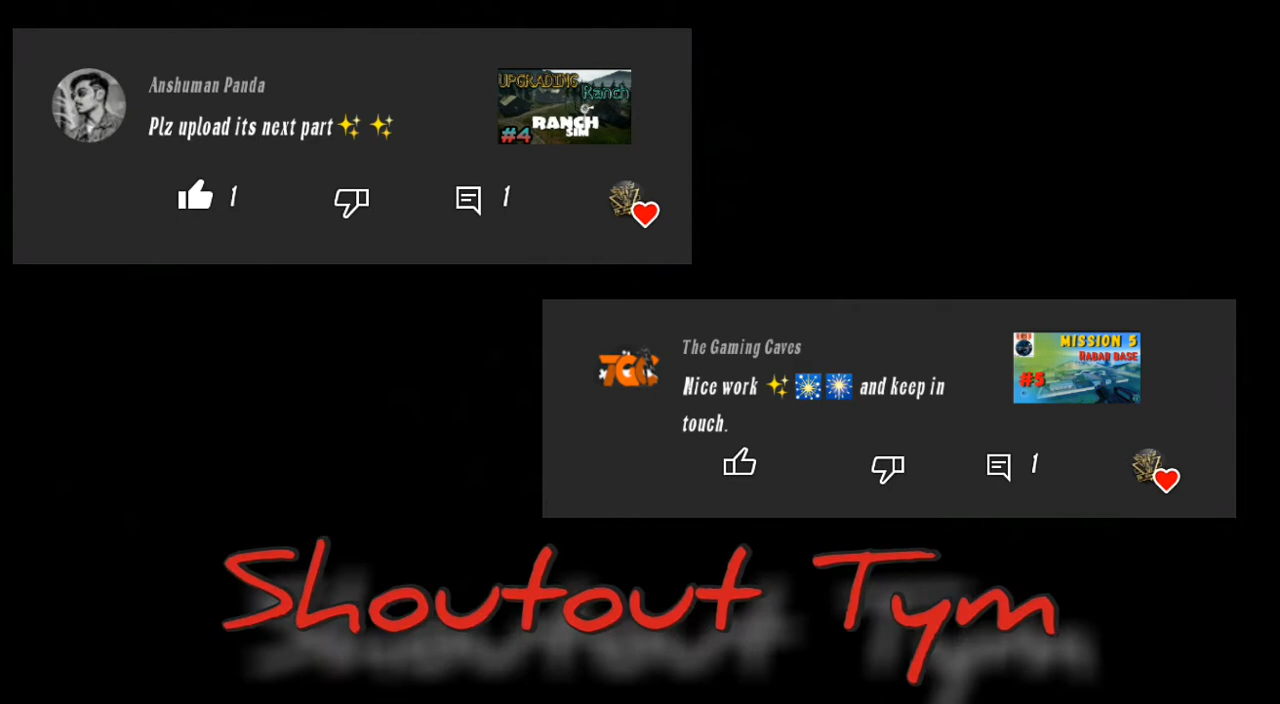 Anshuman Panda
Plz upload its next part✨ ✨
UPGRADING
Ranch
RANCH
SIM
#4
1
1
The Gaming Caves
Nice work ✨ 🎇 🎆 and keep in
touch.
TGC
MISSION 5
RADAR BASE
#5
1
Shoutout Tym